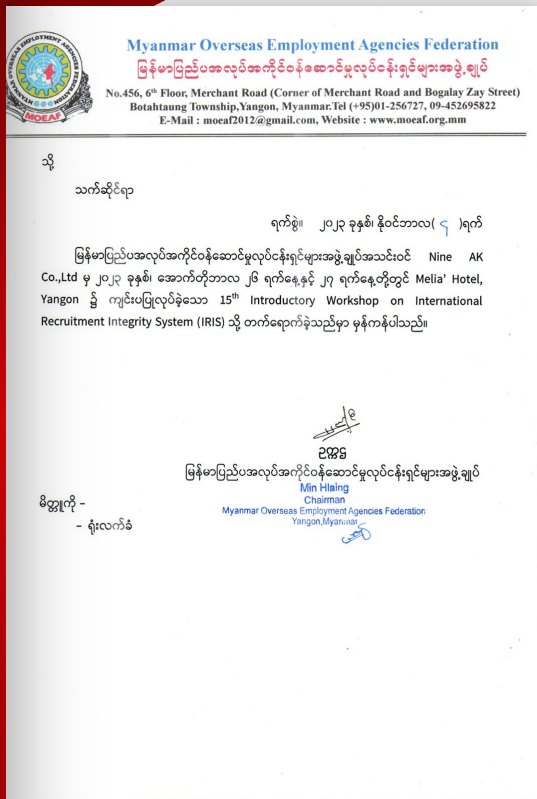 MYANMAR OVERSEAS EMPLOYMENT AGENCIES FEDERATION
MOEAF
Myanmar Overseas Employment Agencies Federation
မြန်မာပြည်ပအလုပ်အကိုင်ဝန်ဆောင်မှုလုပ်ငန်းရှင်များအဖွဲ့ချုပ်
No.456, 6th Floor, Merchant Road (Corner of Merchant Road and Bogalay Zay Street)
Botahtaung Township,Yangon, Myanmar.Tel (+95)01-256727, 09-452695822
E-Mail : moeaf2012@gmail.com, Website : www.moeaf.org.mm
သို့
သက်ဆိုင်ရာ
ရက်စွဲ။ ၂၀၂၃ ခုနှစ်၊ နိုဝင်ဘာလ( ၄ )ရက်
မြန်မာပြည်ပအလုပ်အကိုင်ဝန်ဆောင်မှုလုပ်ငန်းရှင်များအဖွဲ့ချုပ်အသင်းဝင် Nine AK
Co.,Ltd မှ ၂၀၂၃ ခုနှစ်၊ အောက်တိုဘာလ ၂၆ ရက်နေ့နှင့် ၂၇ ရက်နေ့တို့တွင် Melia’ Hotel,
Yangon ၌ ကျင်းပပြုလုပ်ခဲ့သော 15th Introductory Workshop on International
Recruitment Integrity System (IRIS) သို့ တက်ရောက်ခဲ့သည်မှာ မှန်ကန်ပါသည်။
ဥက္ကဋ္ဌ
မြန်မာပြည်ပအလုပ်အကိုင်ဝန်ဆောင်မှုလုပ်ငန်းရှင်များအဖွဲ့ချုပ်
Min Hlaing
Chairman
Myanmar Overseas Employment Agencies Federation
Yangon,Myanmar
မိတ္တူကို -
- ရုံးလက်ခံ